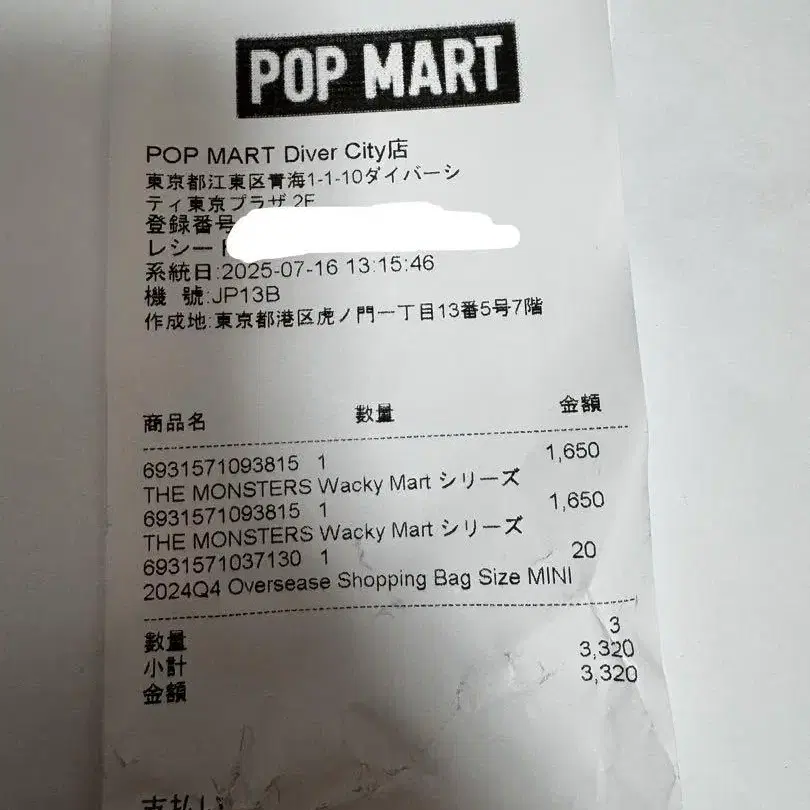 POP MART
POP MART Diver City店
東京都江東区青海1-1-10ダイバーシ
ティ東京プラザ 2F
登録番号
レシー
系統日:2025-07-16 13:15:46
機 號:JP13B
作成地:東京都港区虎ノ門一丁目13番5号7階
商品名 數量 金額
6931571093815 1 1,650
THE MONSTERS Wacky Mart シリーズ
6931571093815 1 1,650
THE MONSTERS Wacky Mart シリーズ
6931571037130 1 20
2024Q4 Oversease Shopping Bag Size MINI
數量 3
小計 3,320
金額 3,320
支払い